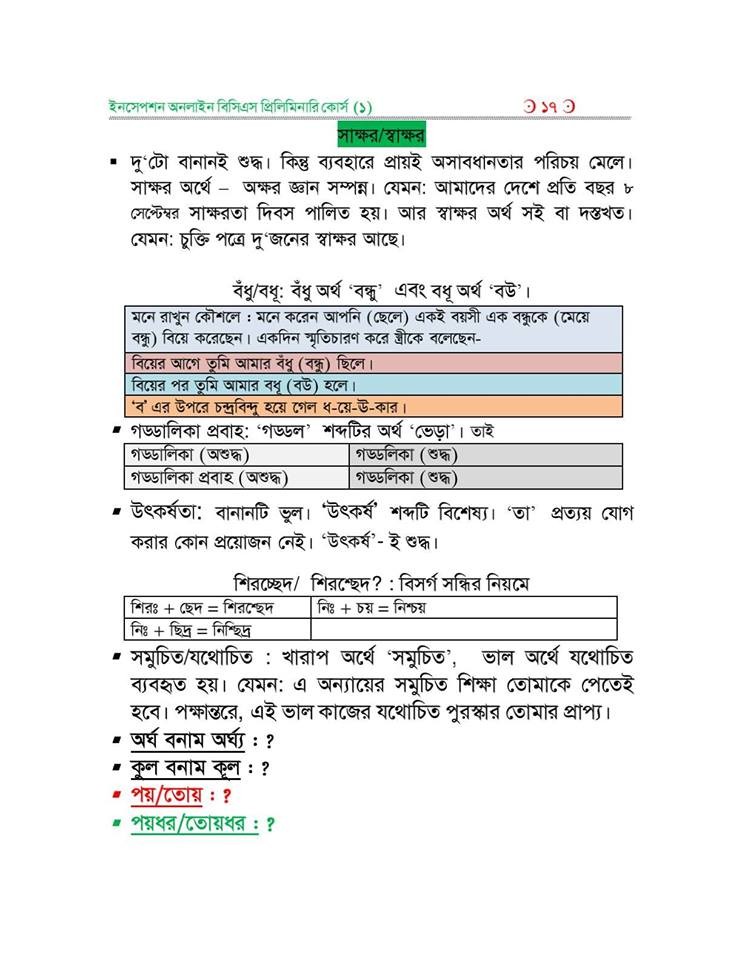 ইনসেপশন অনলাইন বিসিএস প্রিলিমিনারি কোর্স (১) ১৭
সাক্ষর/স্বাক্ষর
▪ দু‘টো বানানই শুদ্ধ। কিন্তু ব্যবহারে প্রায়ই অসাবধানতার পরিচয় মেলে।
সাক্ষর অর্থে – অক্ষর জ্ঞান সম্পন্ন। যেমন: আমাদের দেশে প্রতি বছর ৮
সেপ্টেম্বর সাক্ষরতা দিবস পালিত হয়। আর স্বাক্ষর অর্থ সই বা দস্তখত।
যেমন: চুক্তি পত্রে দু‘জনের স্বাক্ষর আছে।
বঁধু/বধূ: বঁধু অর্থ ‘বন্ধু’ এবং বধূ অর্থ ‘বউ’।
মনে রাখুন কৌশলে : মনে করেন আপনি (ছেলে) একই বয়সী এক বন্ধুকে (মেয়ে
বন্ধু) বিয়ে করেছেন। একদিন স্মৃতিচারণ করে স্ত্রীকে বলেছেন-
বিয়ের আগে তুমি আমার বঁধু (বন্ধু) ছিলে।
বিয়ের পর তুমি আমার বধূ (বউ) হলে।
‘ব’ এর উপরে চন্দ্রবিন্দু হয়ে গেল ধ-য়ে-ঊ-কার।
▪ গড্ডালিকা প্রবাহ: ‘গড্ডল’ শব্দটির অর্থ ‘ভেড়া’। তাই
গড্ডালিকা (অশুদ্ধ) গড্ডলিকা (শুদ্ধ)
গড্ডালিকা প্রবাহ (অশুদ্ধ) গড্ডলিকা (শুদ্ধ)
▪ উৎকর্ষতা: বানানটি ভুল। ‘উৎকর্ষ’ শব্দটি বিশেষ্য। ‘তা’ প্রত্যয় যোগ
করার কোন প্রয়োজন নেই। ‘উৎকর্ষ’- ই শুদ্ধ।
শিরচ্ছেদ/ শিরশ্ছেদ? : বিসর্গ সন্ধির নিয়মে
শিরঃ + ছেদ = শিরশ্ছেদ নিঃ + চয় = নিশ্চয়
নিঃ + ছিদ্র = নিশ্ছিদ্র
▪ সমুচিত/যথোচিত : খারাপ অর্থে ‘সমুচিত’, ভাল অর্থে যথোচিত
ব্যবহৃত হয়। যেমন: এ অন্যায়ের সমুচিত শিক্ষা তোমাকে পেতেই
হবে। পক্ষান্তরে, এই ভাল কাজের যথোচিত পুরস্কার তোমার প্রাপ্য।
▪ অর্ঘ বনাম অর্ঘ্য : ?
▪ কুল বনাম কূল : ?
▪ পয়/তোয় : ?
▪ পয়ধর/তোয়ধর : ?